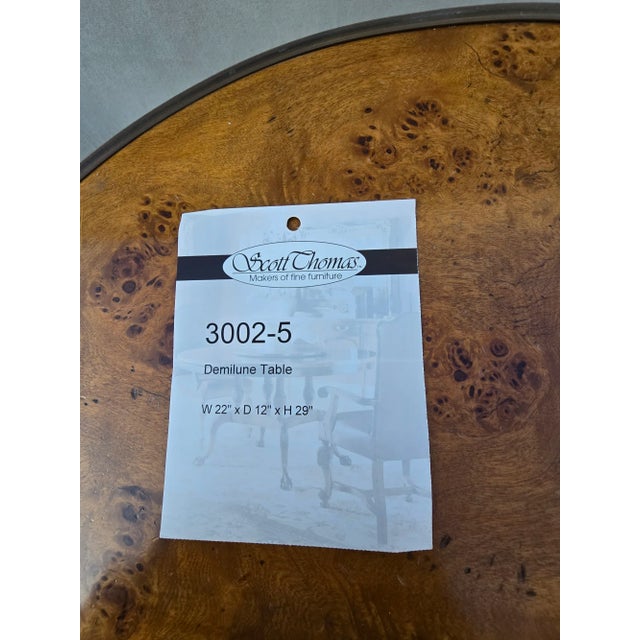 Scott Thomas
Makers of fine furniture
3002-5
Demilune Table
W 22" x D 12" x H 29"